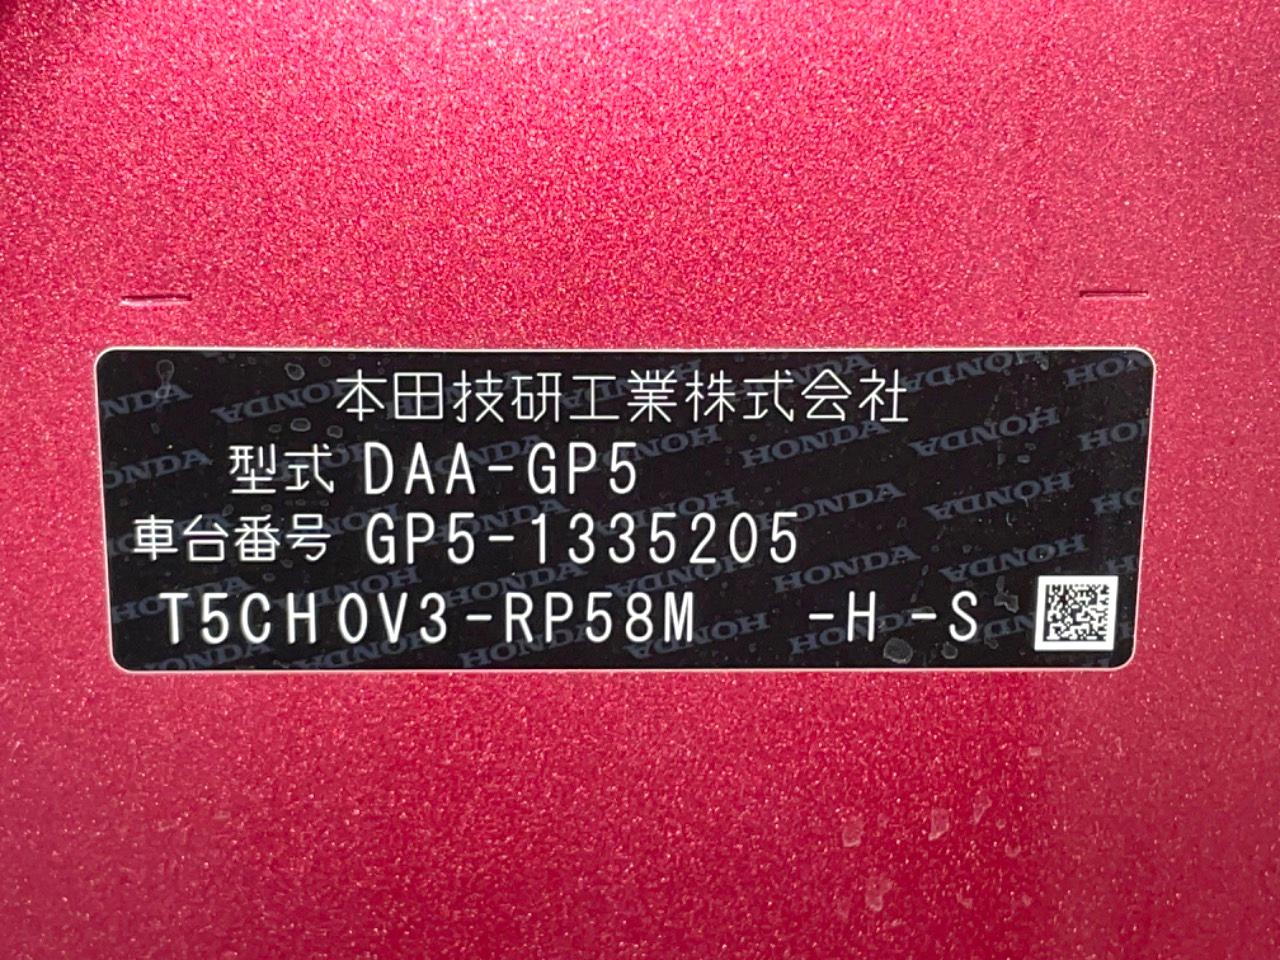 本田技研工業株式会社
型式 DAA-GP5
車台番号 GP5-1335205
T5CH0V3-RP58M -H -S